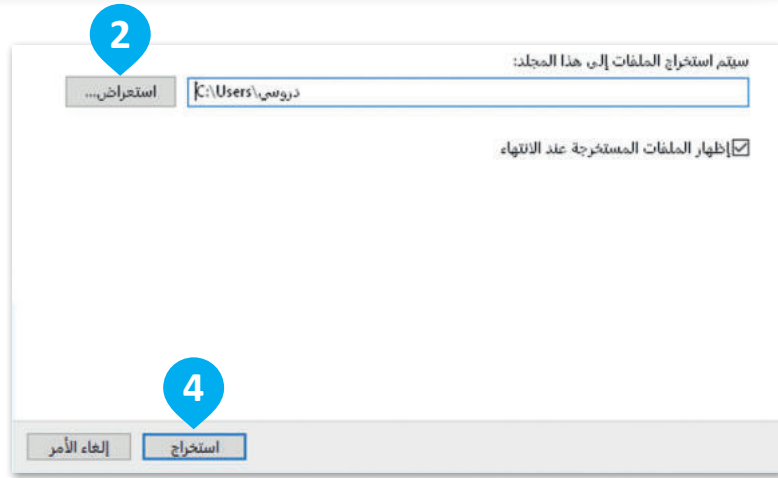 2
سيتم استخراج الملفات إلى هذا المجلد:
C:\Users\دروسي
استعراض...
إظهار الملفات المستخرجة عند الانتهاء
4
استخراج
إلغاء الأمر